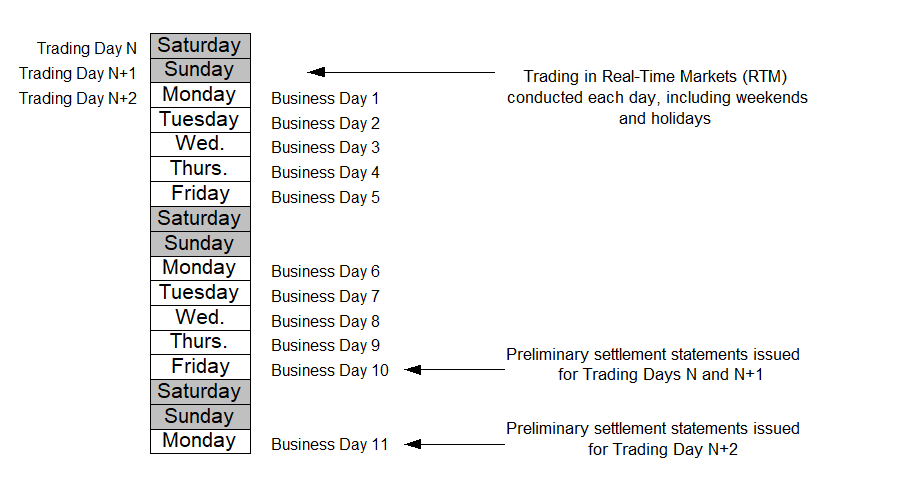 Trading Day N
Saturday
Trading Day N+1
Sunday
Trading in Real-Time Markets (RTM)
conducted each day, including weekends
and holidays
Trading Day N+2
Monday
Business Day 1
Tuesday
Business Day 2
Wed.
Business Day 3
Thurs.
Business Day 4
Friday
Business Day 5
Saturday
Sunday
Monday
Business Day 6
Tuesday
Business Day 7
Wed.
Business Day 8
Thurs.
Business Day 9
Friday
Business Day 10
Preliminary settlement statements issued
for Trading Days N and N+1
Saturday
Sunday
Monday
Business Day 11
Preliminary settlement statements issued
for Trading Day N+2